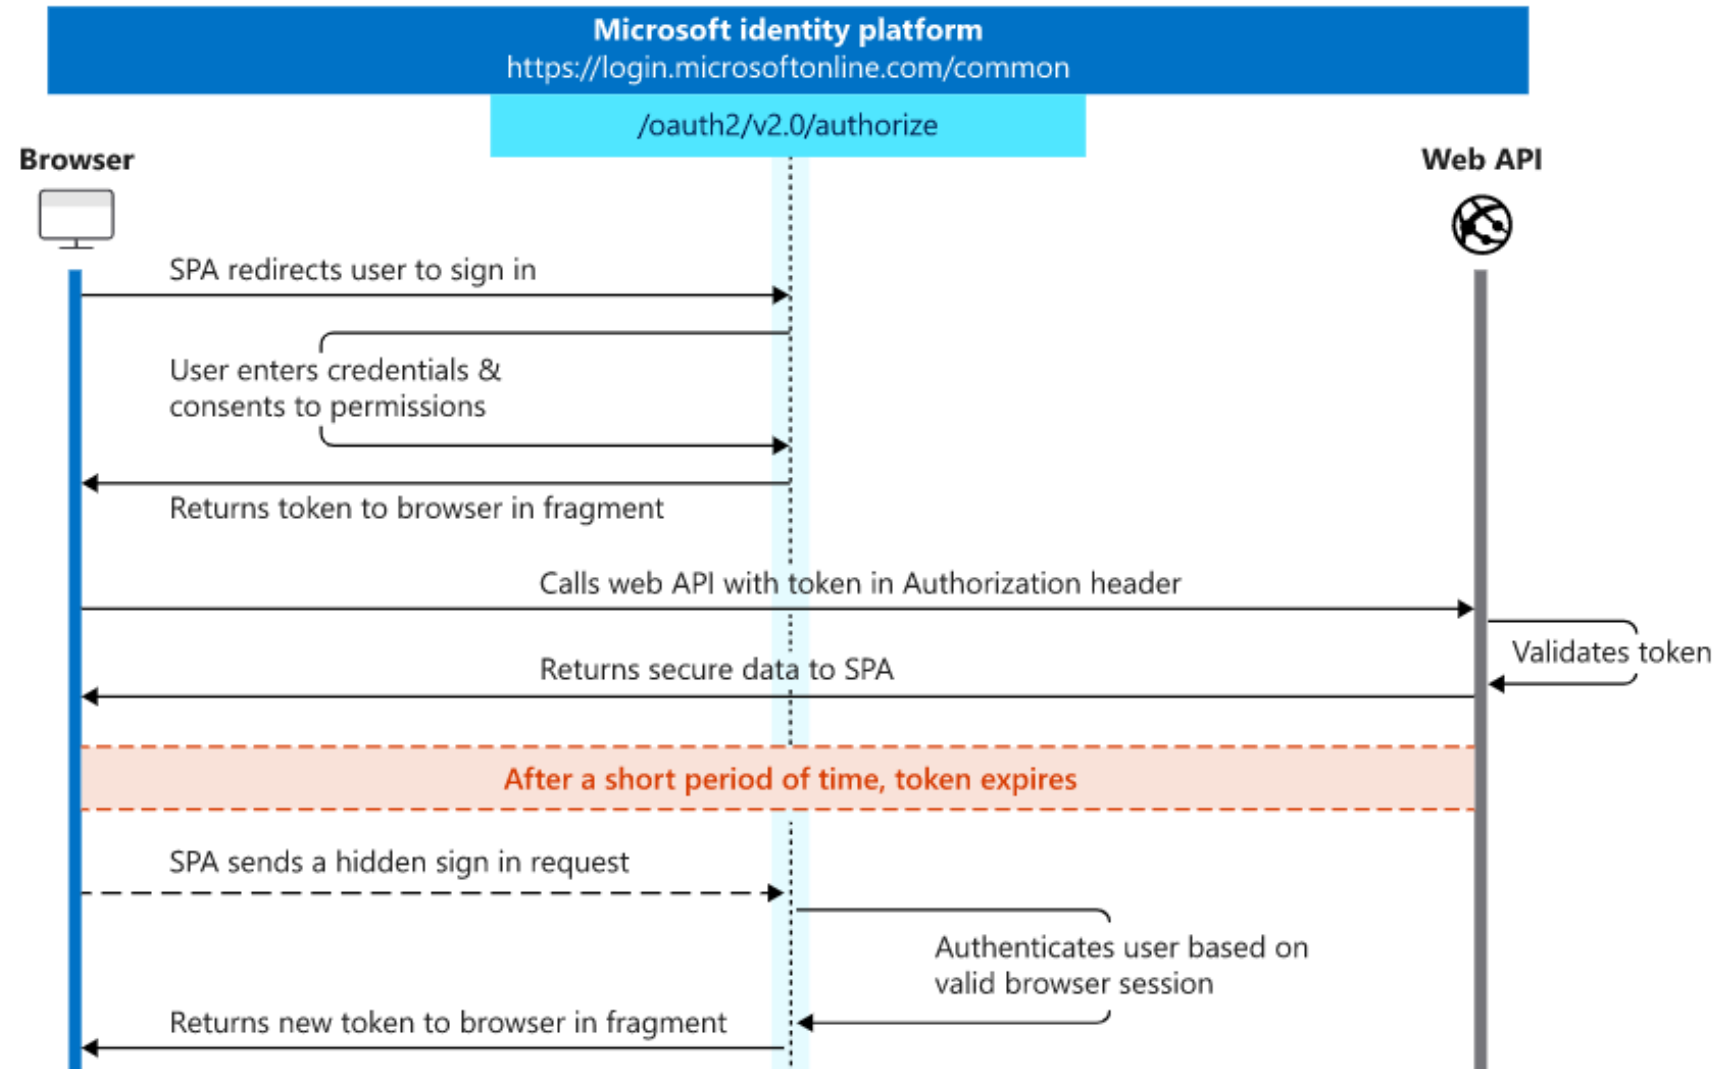 Microsoft identity platform
https://login.microsoftonline.com/common
/oauth2/v2.0/authorize
Browser
Web API
SPA redirects user to sign in
User enters credentials &
consents to permissions
Returns token to browser in fragment
Calls web API with token in Authorization header
Validates token
Returns secure data to SPA
After a short period of time, token expires
SPA sends a hidden sign in request
Authenticates user based on
valid browser session
Returns new token to browser in fragment